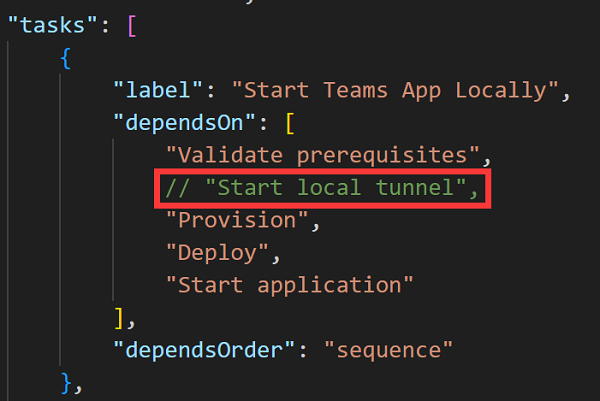 "tasks": [
{
"label": "Start Teams App Locally",
"dependsOn": [
"Validate prerequisites",
// "Start local tunnel",
"Provision",
"Deploy",
"Start application"
],
"dependsOrder": "sequence"
},